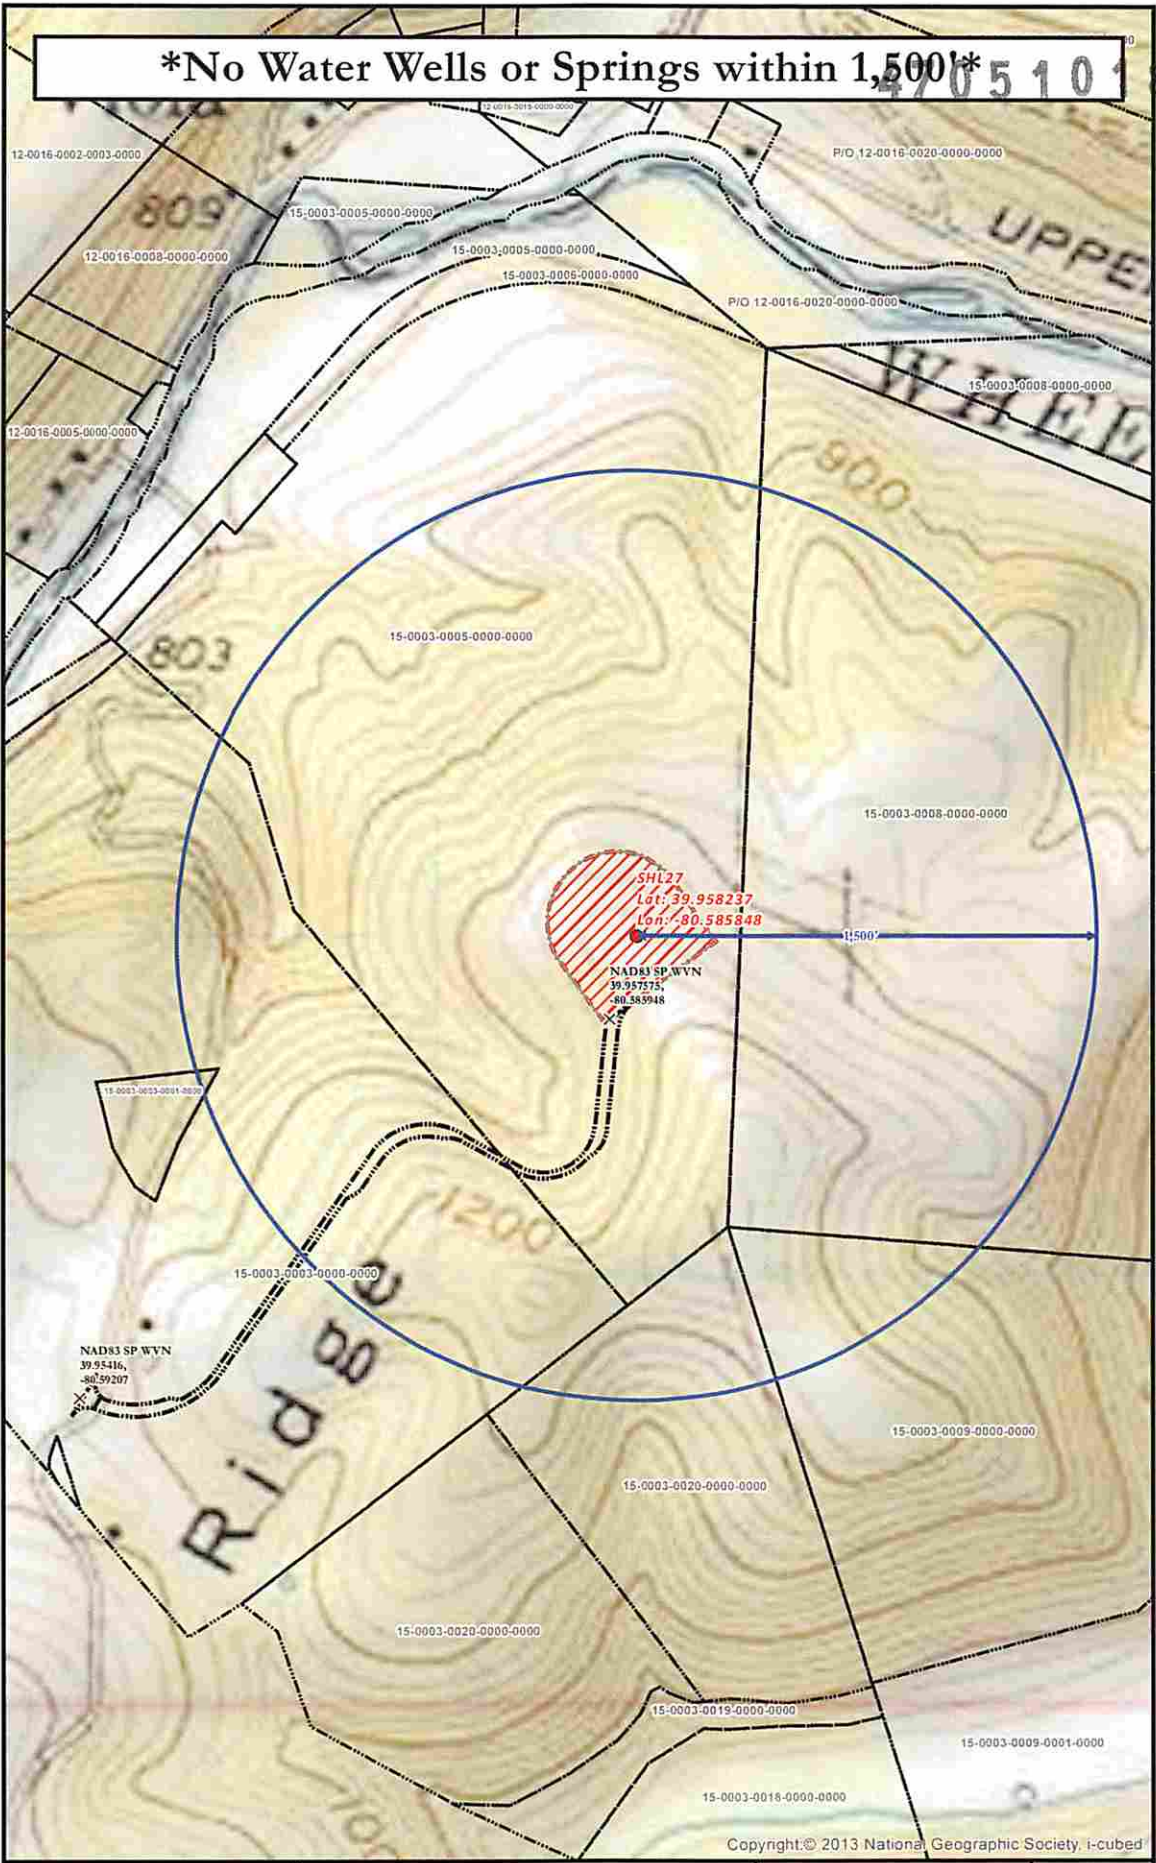 *No Water Wells or Springs within 1,500'*
4705101
12-0016-0002-0003-0000
P/O 12-0016-0020-0000-0000
809
15-0003-0005-0000-0000
12-0016-0008-0000-0000
UPPE
15-0003-0005-0000-0000
15-0003-0006-0000-0000
P/O 12-0016-0020-0000-0000
WHEE
15-0003-0008-0000-0000
12-0016-0005-0000-0000
900
803
15-0003-0005-0000-0000
15-0003-0008-0000-0000
SHL27
Lat: 39.958237
Lon: -80.585848
1,500'
NAD83 SP WVN
39.957575,
-80.585948
15-0003-0003-0001-0000
1200
15-0003-0003-0000-0000
Ridge
NAD83 SP WVN
39.95416,
-80.59207
15-0003-0009-0000-0000
15-0003-0020-0000-0000
15-0003-0020-0000-0000
15-0003-0019-0000-0000
15-0003-0009-0001-0000
15-0003-0018-0000-0000
700
Copyright:© 2013 National Geographic Society, i-cubed